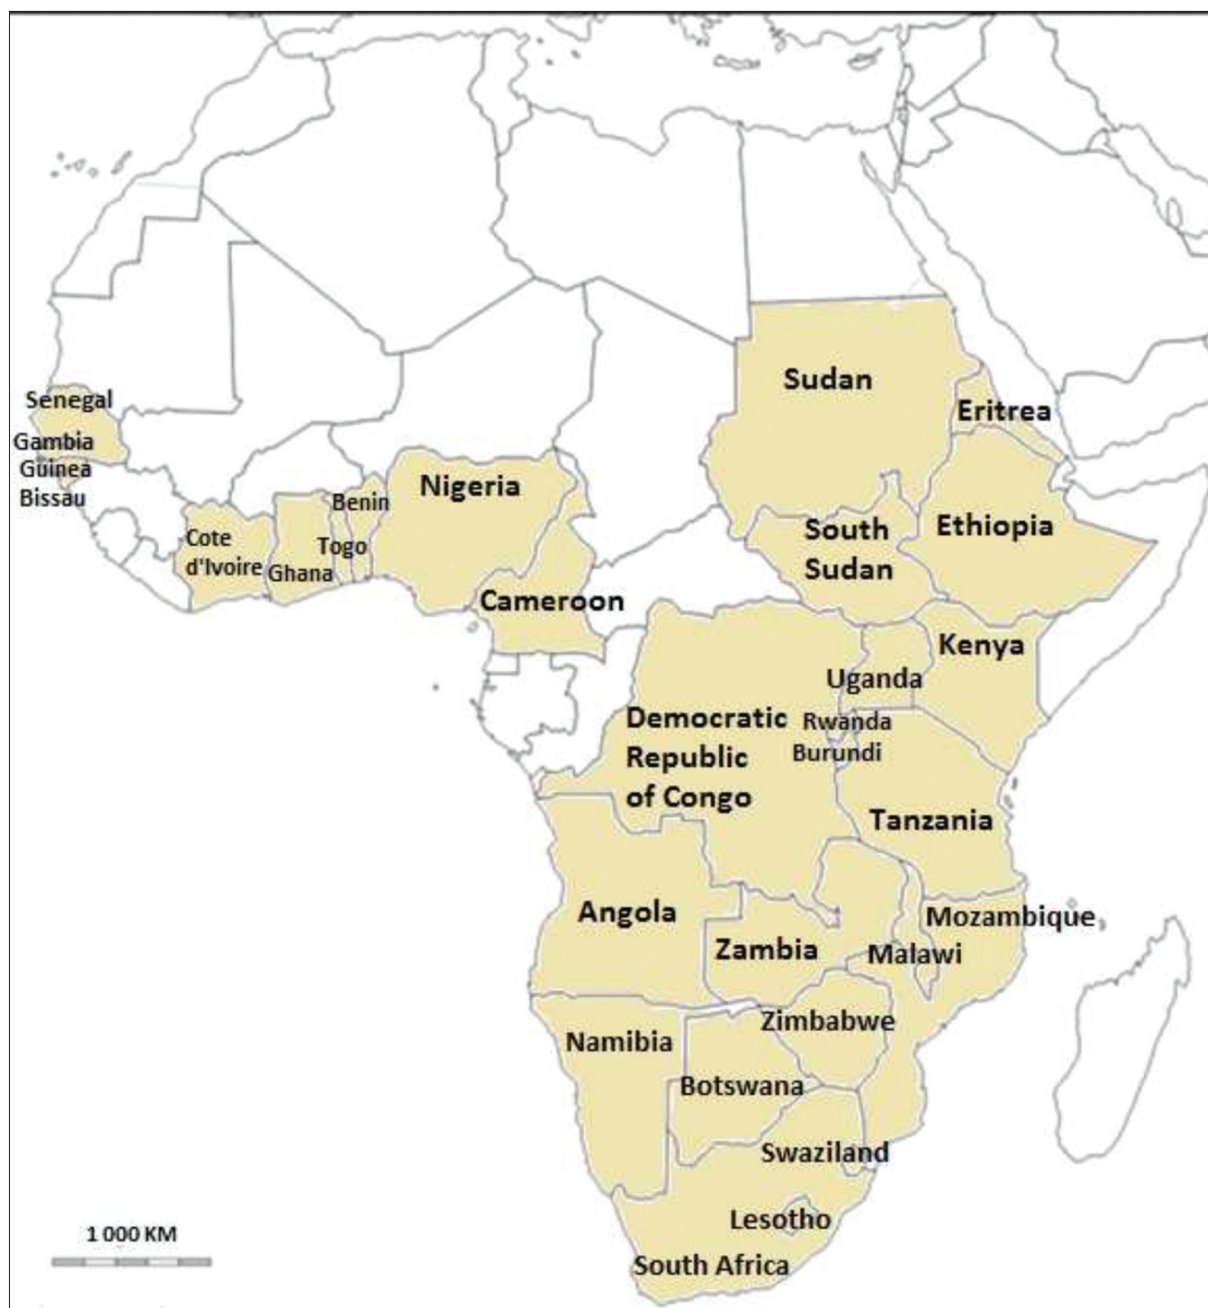 Sudan
Senegal
Eritrea
Gambia
Guinea
Bissau
Nigeria
Benin
Ethiopia
South
Sudan
Cote
d'Ivoire
Togo
Ghana
Cameroon
Kenya
Uganda
Democratic
Republic
of Congo
Rwanda
Burundi
Tanzania
Angola
Mozambique
Zambia
Malawi
Zimbabwe
Namibia
Botswana
Swaziland
Lesotho
South Africa
1 000 KM